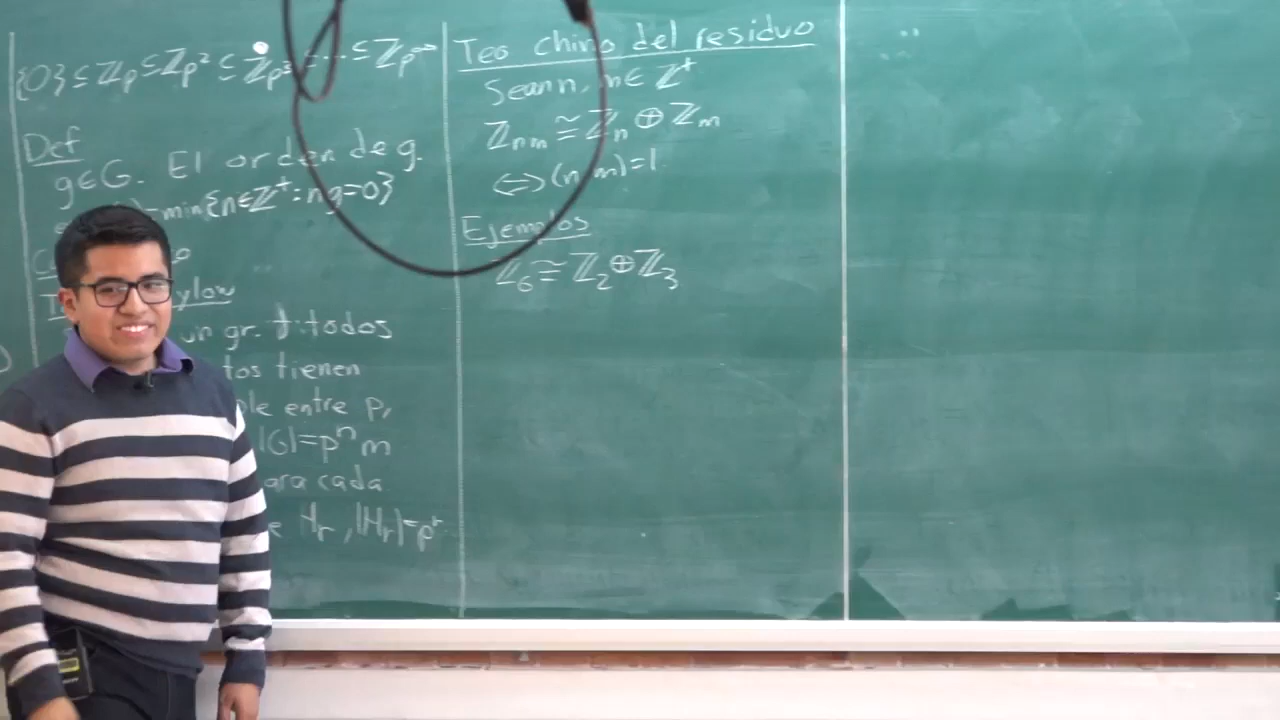 {0} ≤ ℤp ≤ ℤp² ≤ ℤp³ ≤ ... ≤ ℤp∞
Def
g∈G. El orden de g.
=min{n∈ℤ⁺: ng=0}
un gr. t. todos
tos tienen
ble entre p,
|G|=pⁿm
ara cada
e Hr, |Hr|=pʳ
Teo chino del residuo
Sean n, m∈ℤ⁺
ℤnm ≅ ℤn ⊕ ℤm
⟺ (n,m)=1
Ejemplos
ℤ6 ≅ ℤ2 ⊕ ℤ3